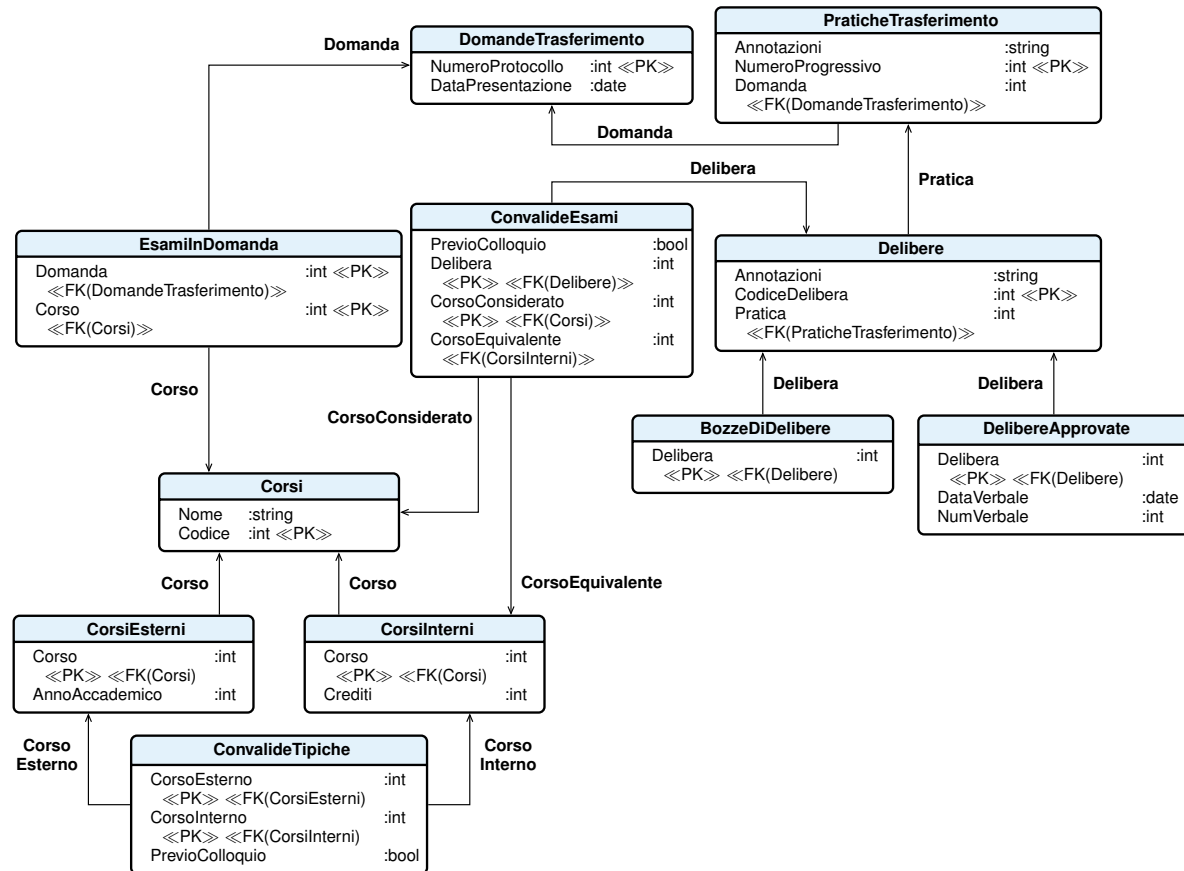 Domanda
DomandeTrasferimento
NumeroProtocollo :int ≪PK≫
DataPresentazione :date
PraticheTrasferimento
Annotazioni :string
NumeroProgressivo :int ≪PK≫
Domanda :int
≪FK(DomandeTrasferimento)≫
Domanda
Delibera
Pratica
EsamiInDomanda
Domanda :int ≪PK≫
≪FK(DomandeTrasferimento)≫
Corso :int ≪PK≫
≪FK(Corsi)≫
ConvalideEsami
PrevioColloquio :bool
Delibera :int
≪PK≫ ≪FK(Delibere)≫
CorsoConsiderato :int
≪PK≫ ≪FK(Corsi)≫
CorsoEquivalente :int
≪FK(CorsiInterni)≫
Delibere
Annotazioni :string
CodiceDelibera :int ≪PK≫
Pratica :int
≪FK(PraticheTrasferimento)≫
Corso
CorsoConsiderato
Delibera
Delibera
BozzeDiDelibere
Delibera :int
≪PK≫ ≪FK(Delibere)
DelibereApprovate
Delibera :int
≪PK≫ ≪FK(Delibere)
DataVerbale :date
NumVerbale :int
Corsi
Nome :string
Codice :int ≪PK≫
Corso
Corso
CorsoEquivalente
CorsiEsterni
Corso :int
≪PK≫ ≪FK(Corsi)
AnnoAccademico :int
CorsiInterni
Corso :int
≪PK≫ ≪FK(Corsi)
Crediti :int
Corso
Esterno
Corso
Interno
ConvalideTipiche
CorsoEsterno :int
≪PK≫ ≪FK(CorsiEsterni)
CorsoInterno :int
≪PK≫ ≪FK(CorsiInterni)
PrevioColloquio :bool